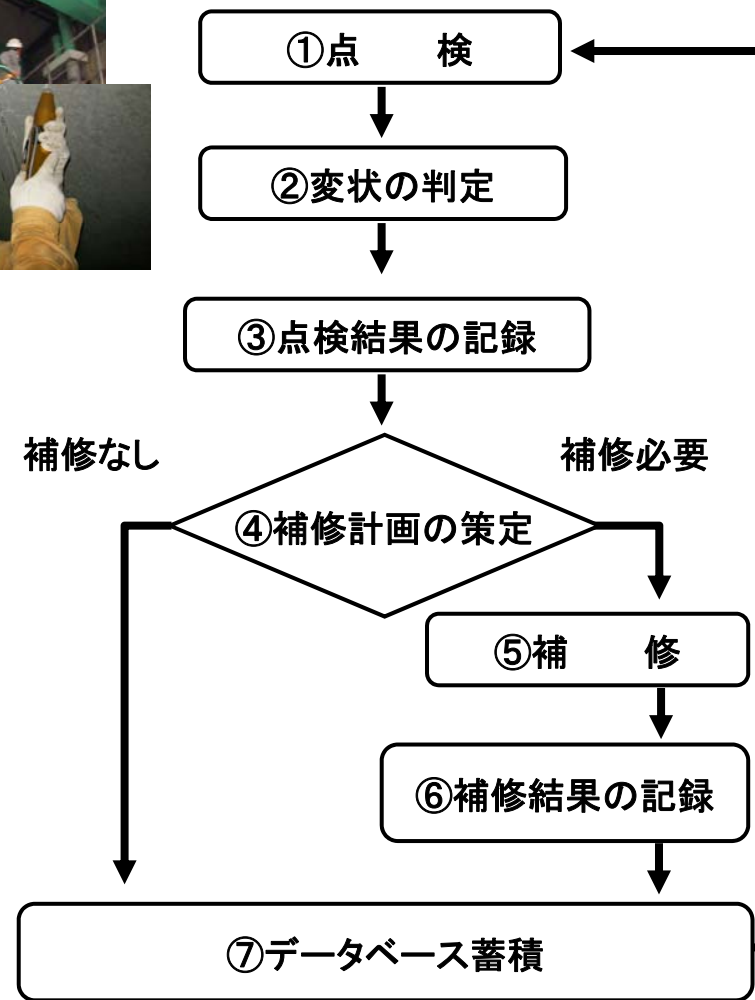 ①点　　検
②変状の判定
③点検結果の記録
補修なし
補修必要
④補修計画の策定
⑤補　　修
⑥補修結果の記録
⑦データベース蓄積